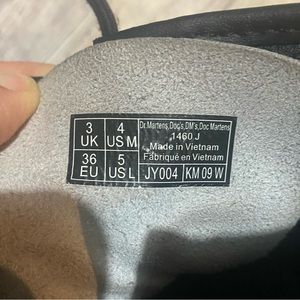 3 UK
4 US M
36 EU
5 US L
Dr.Martens,Doc's,DM's,Doc Martens
1460 J
Made in Vietnam
Fabriqué en Vietnam
JY004
KM 09 W